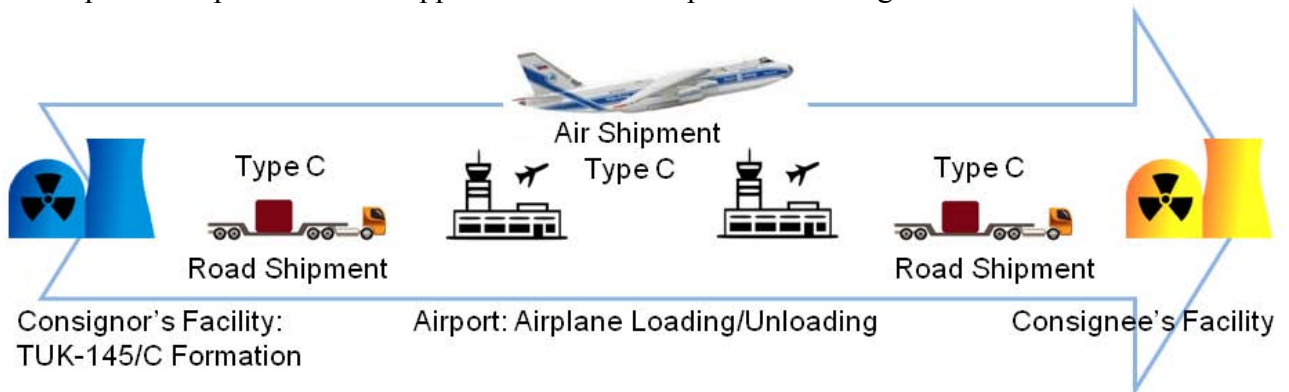 Air Shipment
Type C
Type C
Type C
Road Shipment
Road Shipment
Consignor's Facility:
TUK-145/C Formation
Airport: Airplane Loading/Unloading
Consignee's Facility